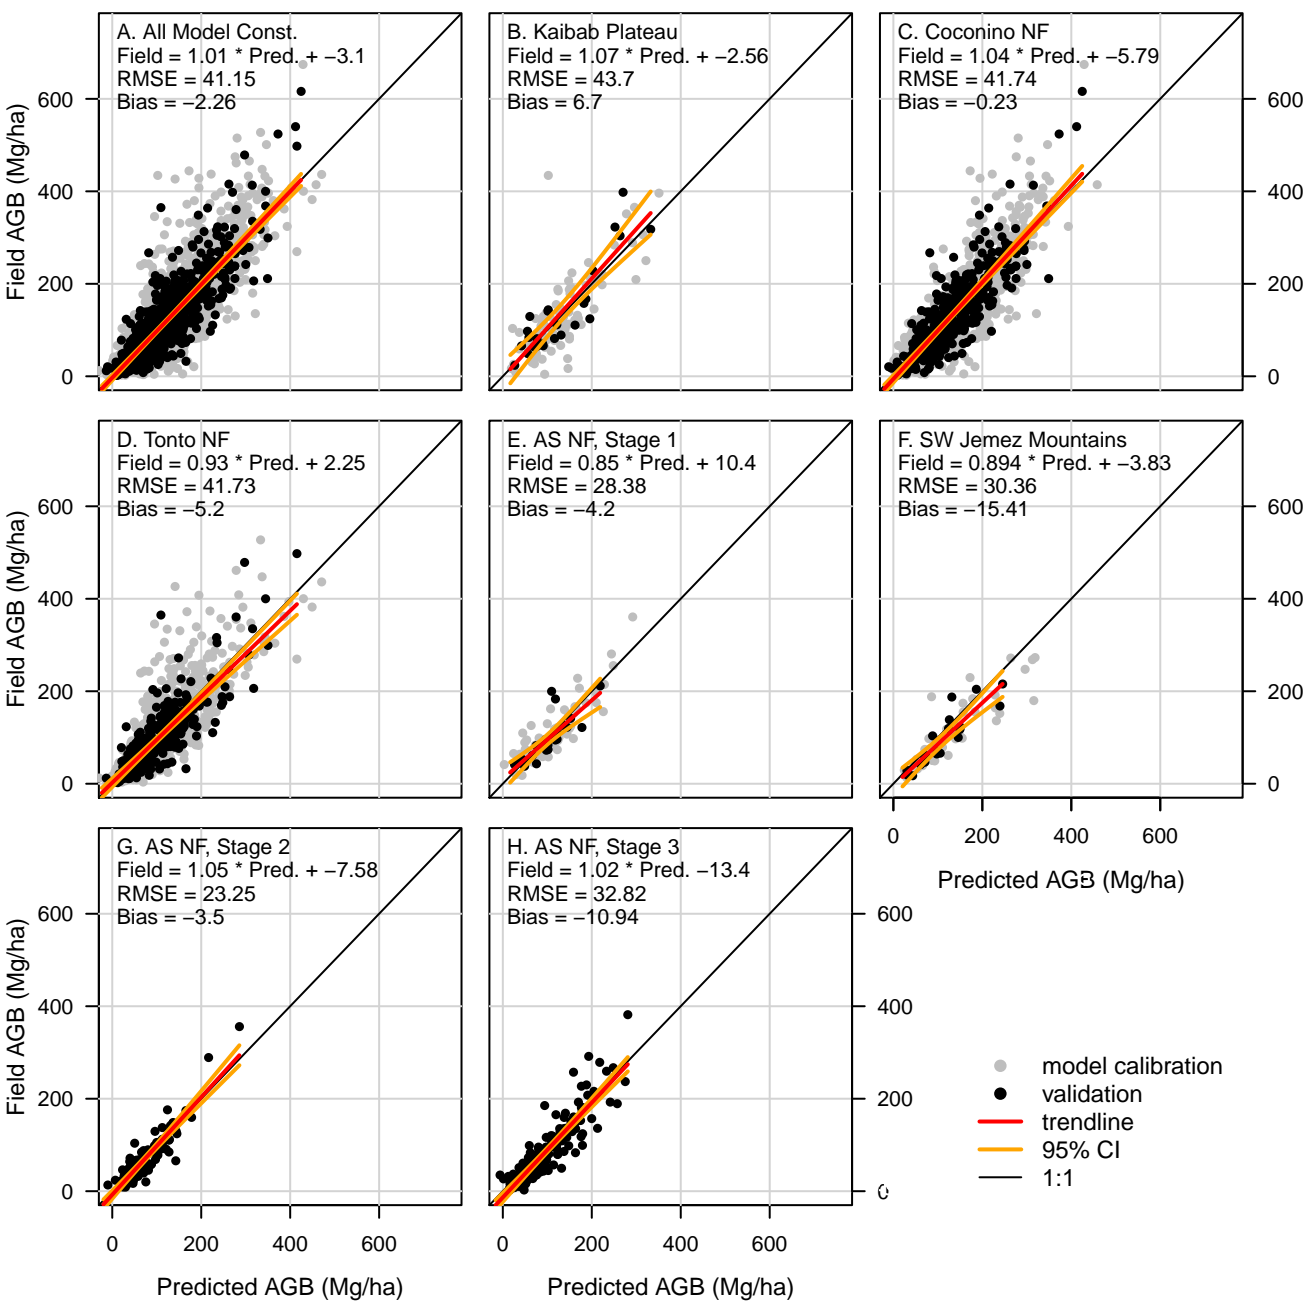 A. All Model Const.
Field = 1.01 * Pred. + −3.1
RMSE = 41.15
Bias = −2.26
B. Kaibab Plateau
Field = 1.07 * Pred. + −2.56
RMSE = 43.7
Bias = 6.7
C. Coconino NF
Field = 1.04 * Pred. + −5.79
RMSE = 41.74
Bias = −0.23
Field AGB (Mg/ha)
600
400
200
0
600
400
200
0
D. Tonto NF
Field = 0.93 * Pred. + 2.25
RMSE = 41.73
Bias = −5.2
E. AS NF, Stage 1
Field = 0.85 * Pred. + 10.4
RMSE = 28.38
Bias = −4.2
F. SW Jemez Mountains
Field = 0.894 * Pred. + −3.83
RMSE = 30.36
Bias = −15.41
Field AGB (Mg/ha)
600
400
200
0
600
400
200
0
0 200 400 600
Predicted AGB (Mg/ha)
G. AS NF, Stage 2
Field = 1.05 * Pred. + −7.58
RMSE = 23.25
Bias = −3.5
H. AS NF, Stage 3
Field = 1.02 * Pred. −13.4
RMSE = 32.82
Bias = −10.94
Field AGB (Mg/ha)
600
400
200
0
600
400
200
0
0 200 400 600
Predicted AGB (Mg/ha)
0 200 400 600
Predicted AGB (Mg/ha)
model calibration
validation
trendline
95% CI
1:1